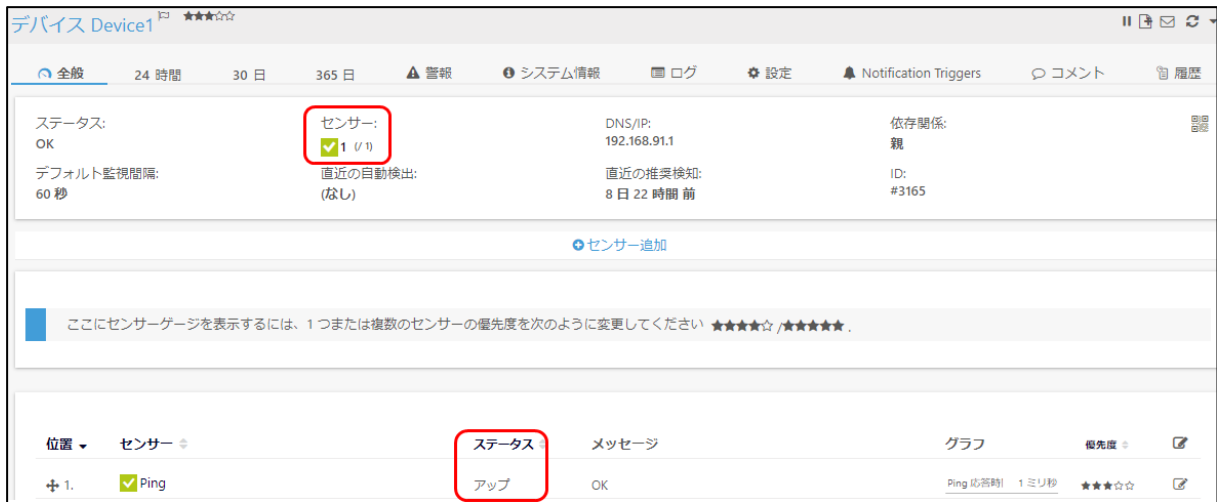 デバイス Device1 ★★★☆☆
全般 24 時間 30 日 365 日 警報 システム情報 ログ 設定 Notification Triggers コメント 履歴
ステータス: センサー: DNS/IP: 依存関係:
OK 1 (/ 1) 192.168.91.1 親
デフォルト監視間隔: 直近の自動検出: 直近の推奨検知: ID:
60 秒 (なし) 8 日 22 時間 前 #3165
センサー追加
ここにセンサーゲージを表示するには、1 つまたは複数のセンサーの優先度を次のように変更してください ★★★★☆ /★★★★★ .
位置 センサー ステータス メッセージ グラフ 優先度
1. Ping アップ OK Ping 応答時 1 ミリ秒 ★★★☆☆